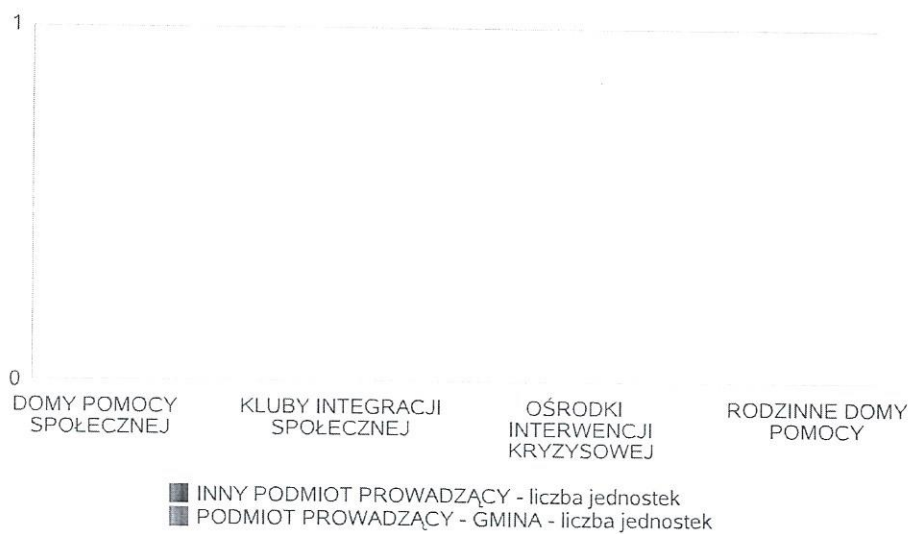 1
0
DOMY POMOCY
SPOŁECZNEJ
KLUBY INTEGRACJI
SPOŁECZNEJ
OŚRODKI
INTERWENCJI
KRYZYSOWEJ
RODZINNE DOMY
POMOCY
INNY PODMIOT PROWADZĄCY - liczba jednostek
PODMIOT PROWADZĄCY - GMINA - liczba jednostek